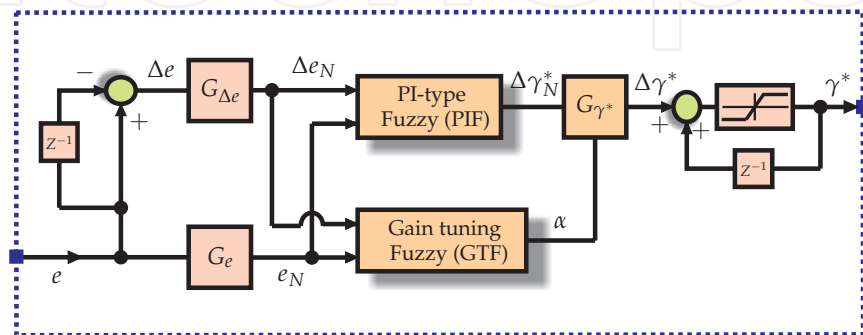 −
Δe
G_Δe
Δe_N
PI-type
Fuzzy (PIF)
Δγ*_N
G_γ*
Δγ*
γ*
+
+
+
Z⁻¹
Z⁻¹
Gain tuning
Fuzzy (GTF)
α
e
G_e
e_N